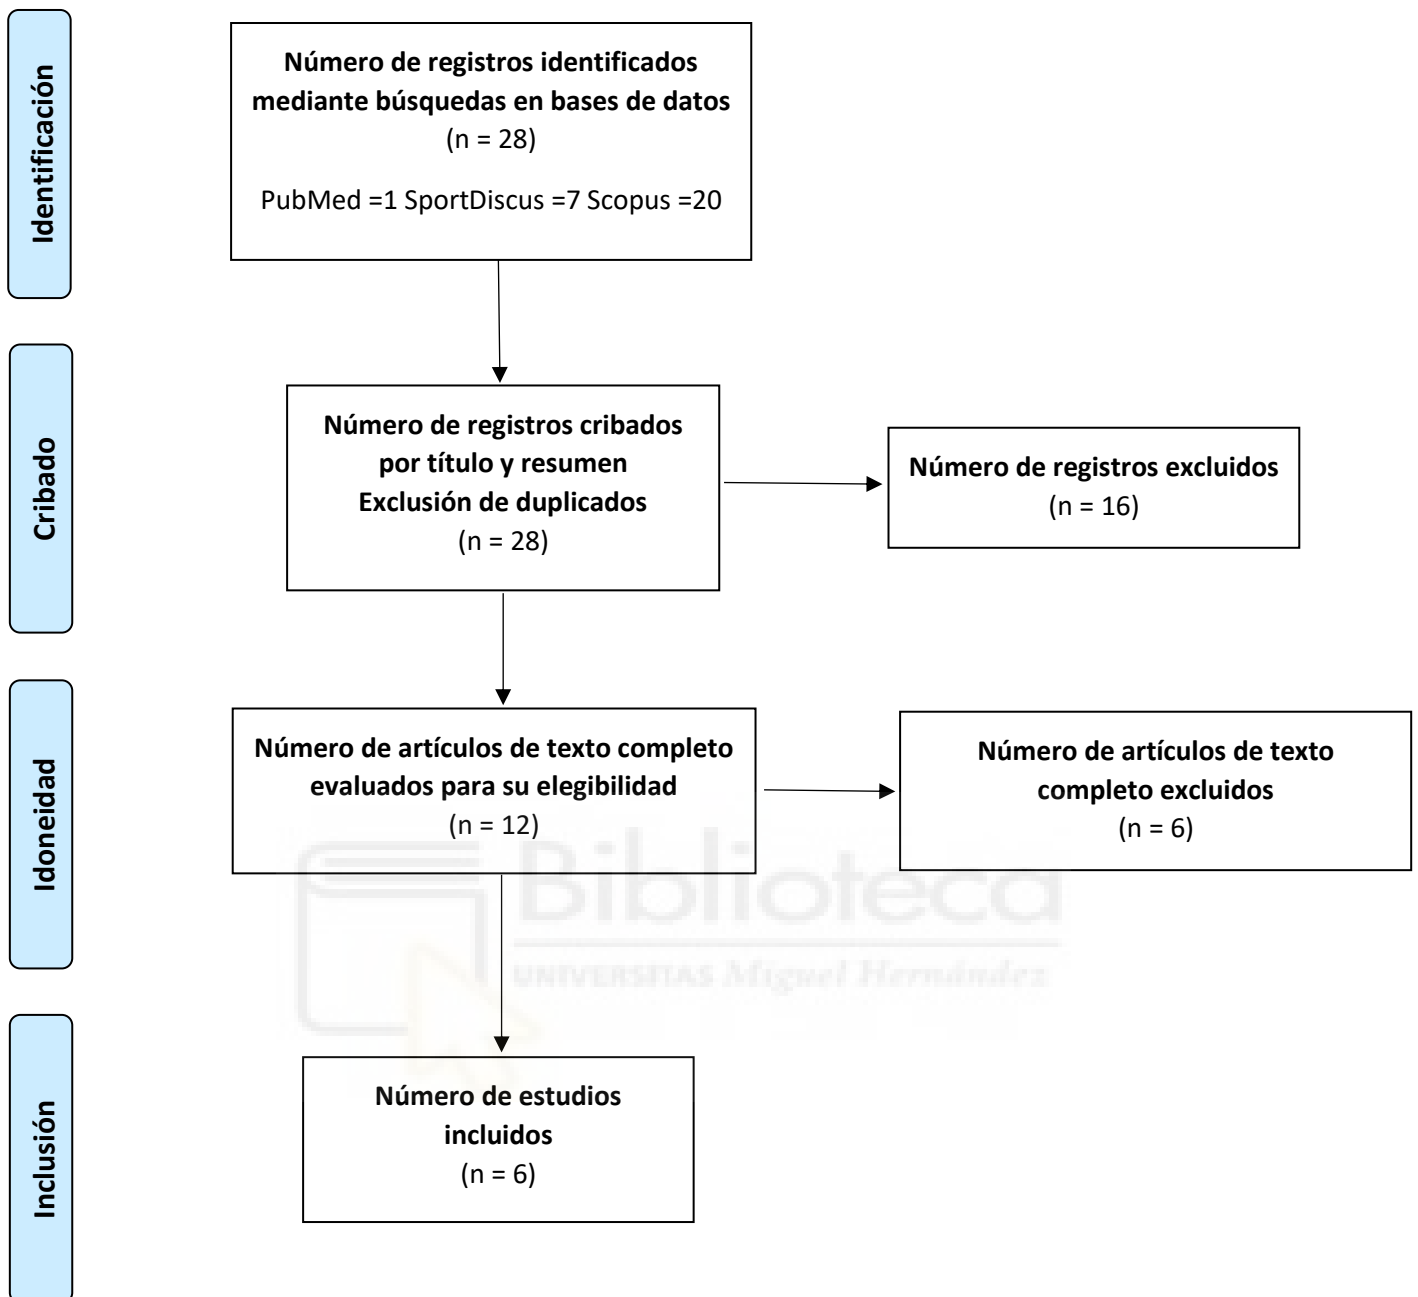 Identificación
Número de registros identificados
mediante búsquedas en bases de datos
(n = 28)
PubMed =1 SportDiscus =7 Scopus =20
Cribado
Número de registros cribados
por título y resumen
Exclusión de duplicados
(n = 28)
Número de registros excluidos
(n = 16)
Idoneidad
Número de artículos de texto completo
evaluados para su elegibilidad
(n = 12)
Número de artículos de texto
completo excluidos
(n = 6)
Biblioteca
UNIVERSITAS Miguel Hernández
Inclusión
Número de estudios
incluidos
(n = 6)